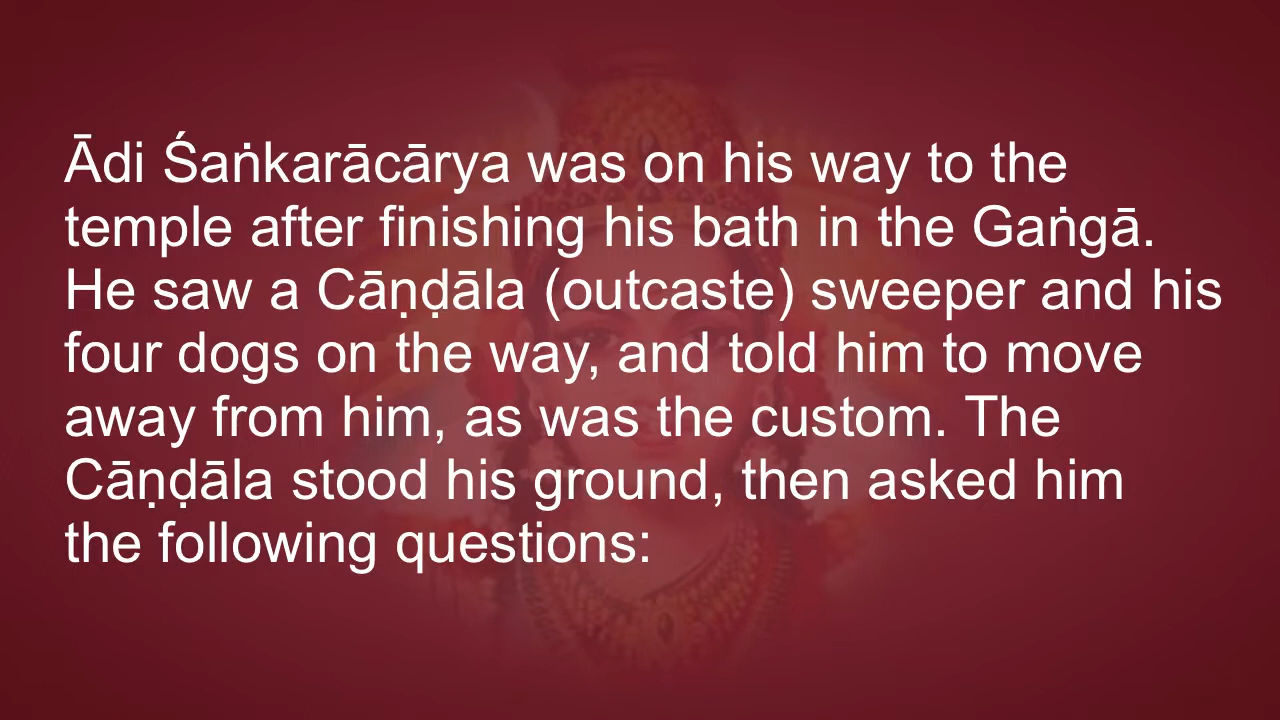 Ādi Śaṅkarācārya was on his way to the
temple after finishing his bath in the Gaṅgā.
He saw a Cāṇḍāla (outcaste) sweeper and his
four dogs on the way, and told him to move
away from him, as was the custom. The
Cāṇḍāla stood his ground, then asked him
the following questions: